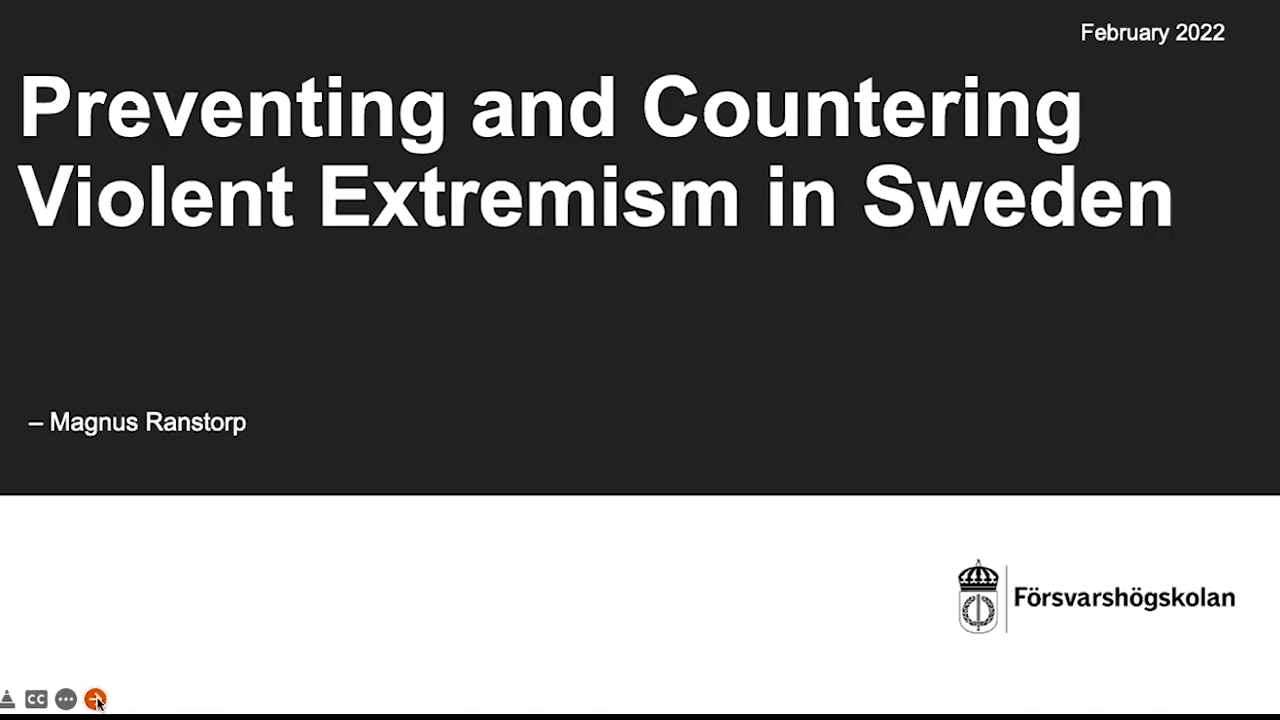 February 2022
Preventing and Countering
Violent Extremism in Sweden
– Magnus Ranstorp
Försvarshögskolan
CC